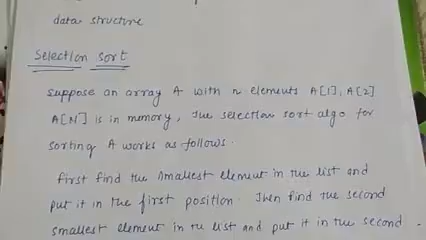 data structure
Selection sort
Suppose an array A with n elements A[1], A[2]
A[N] is in memory, The selection sort algo for
sorting A works as follows.
First find the smallest element in the list and
put it in the first position. Then find the second
smallest element in the list and put it in the second